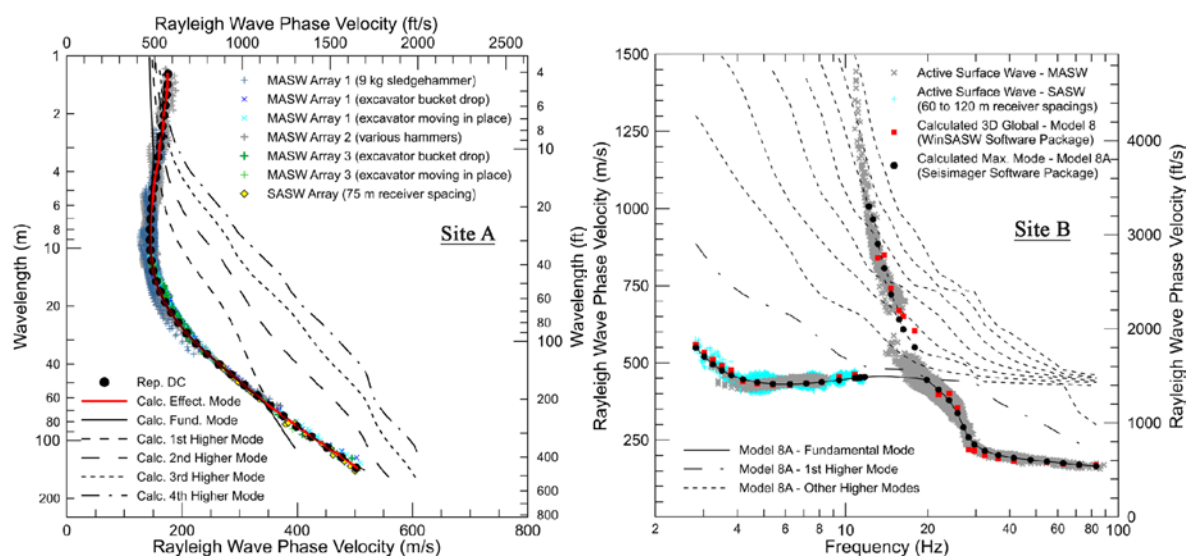 Rayleigh Wave Phase Velocity (ft/s)
0 500 1000 1500 2000 2500
1
2
4
6
8
10
20
40
60
80
100
200
Wavelength (m)
4
6
8
10
20
40
60
80
100
200
400
600
800
Wavelength (ft)
MASW Array 1 (9 kg sledgehammer)
MASW Array 1 (excavator bucket drop)
MASW Array 1 (excavator moving in place)
MASW Array 2 (various hammers)
MASW Array 3 (excavator bucket drop)
MASW Array 3 (excavator moving in place)
SASW Array (75 m receiver spacing)
Site A
Rep. DC
Calc. Effect. Mode
Calc. Fund. Mode
Calc. 1st Higher Mode
Calc. 2nd Higher Mode
Calc. 3rd Higher Mode
Calc. 4th Higher Mode
0 200 400 600 800
Rayleigh Wave Phase Velocity (m/s)
1500
1250
1000
750
500
250
Rayleigh Wave Phase Velocity (m/s)
Active Surface Wave - MASW
Active Surface Wave - SASW
(60 to 120 m receiver spacings)
Calculated 3D Global - Model 8
(WinSASW Software Package)
Calculated Max. Mode - Model 8A
(Seisimager Software Package)
Site B
4000
3000
2000
1000
0
Rayleigh Wave Phase Velocity (ft/s)
Model 8A - Fundamental Mode
Model 8A - 1st Higher Mode
Model 8A - Other Higher Modes
2 4 6 8 10 20 40 60 80 100
Frequency (Hz)